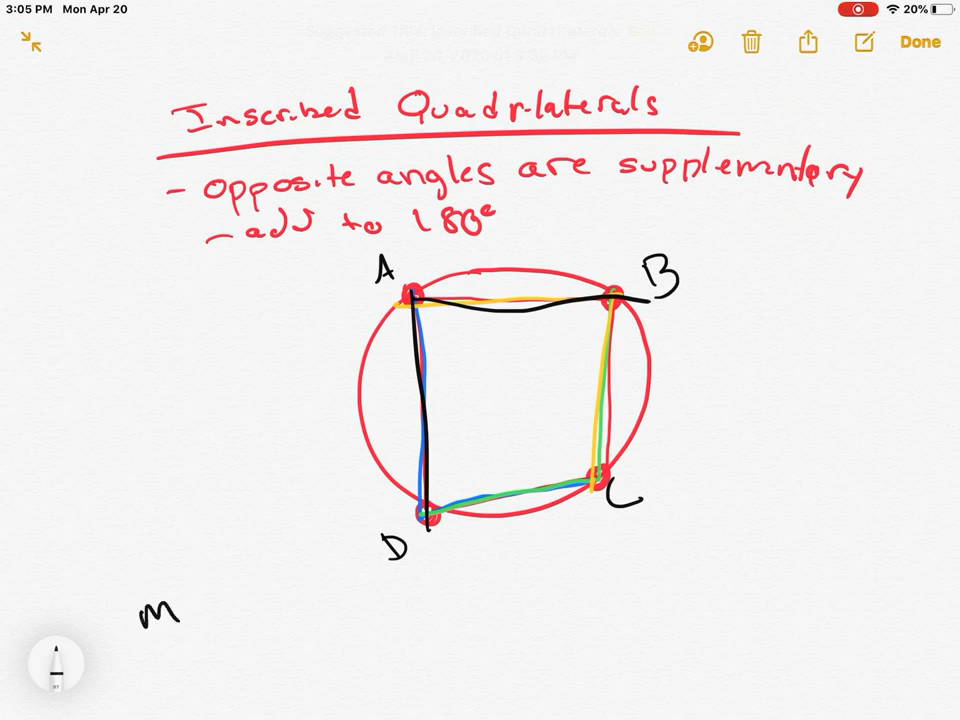 3:05 PM Mon Apr 20
20%
Done
Inscribed Quadrilaterals
- Opposite angles are supplementary
- add to 180°
A
B
C
D
m